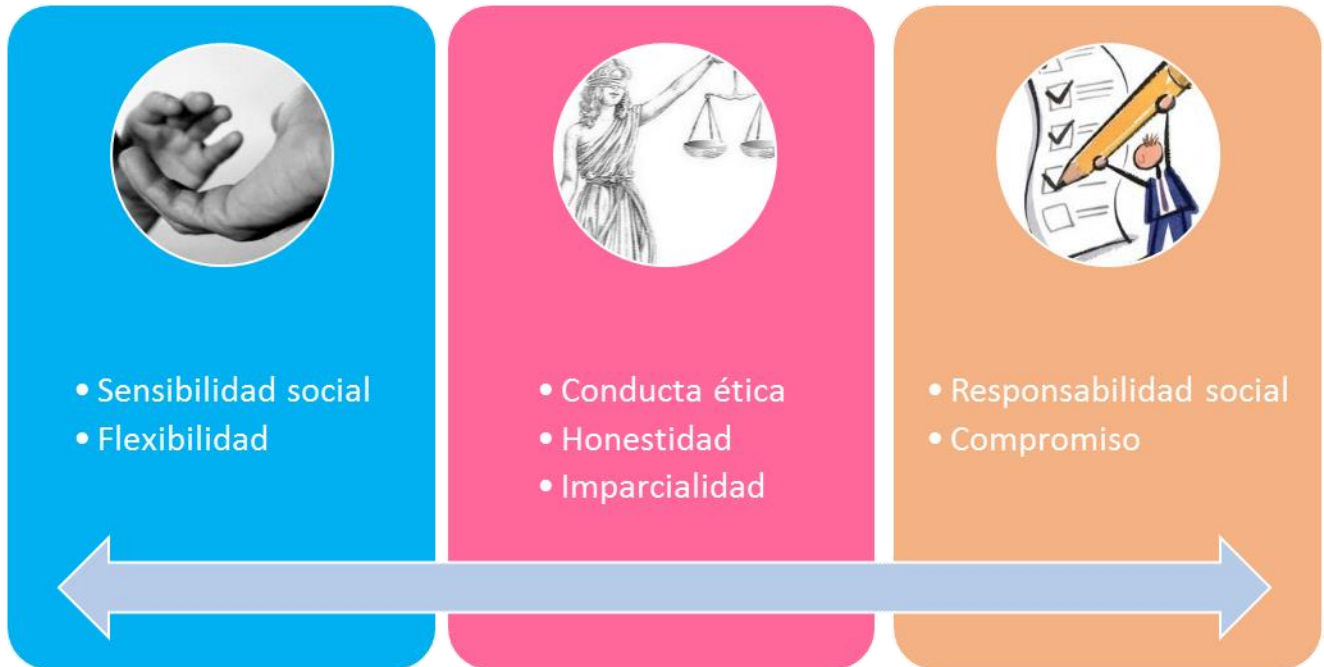 • Sensibilidad social
• Flexibilidad
• Conducta ética
• Honestidad
• Imparcialidad
• Responsabilidad social
• Compromiso